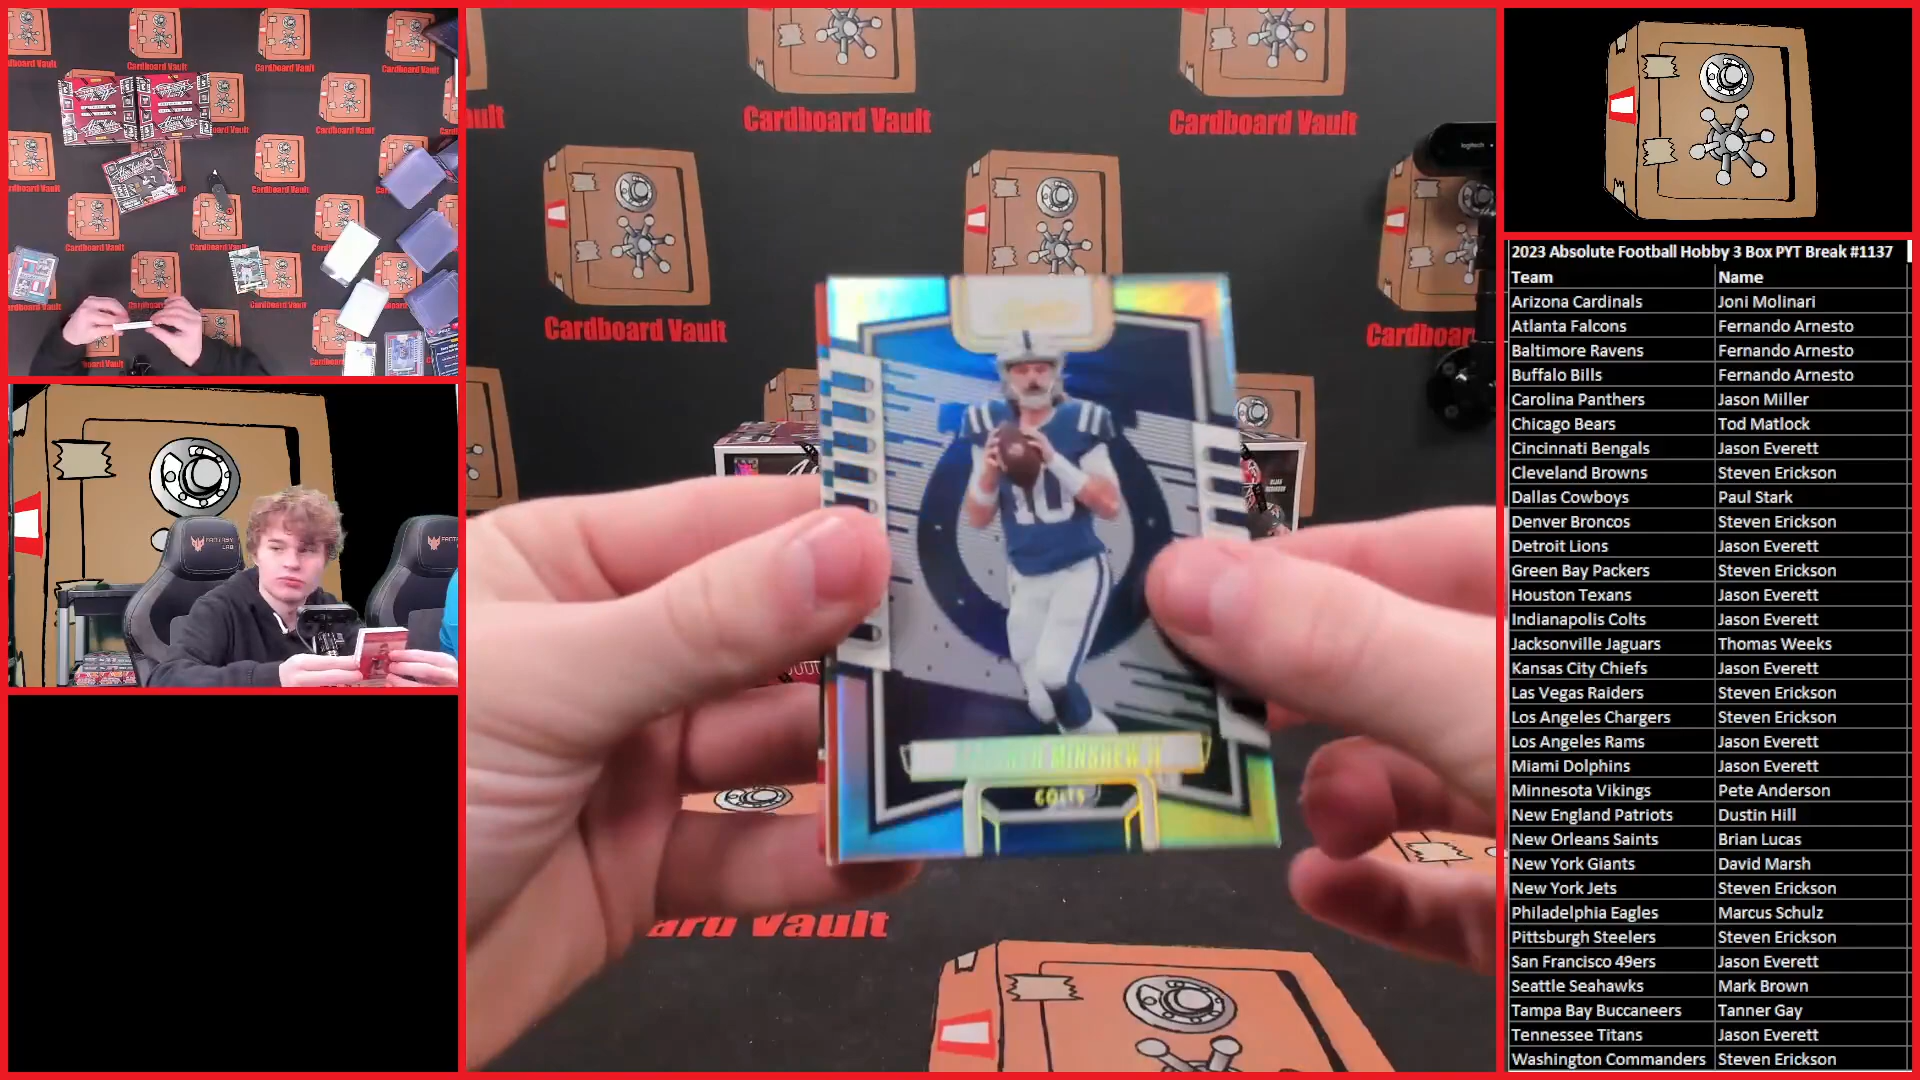 Cardboard Vault
Cardboard Vault
Cardboard Vault
Cardboard Vault
logitech
MINSHEW II
COLTS
10
FANTASY
LAB
2023 Absolute Football Hobby 3 Box PYT Break #1137
Team Name
Arizona Cardinals Joni Molinari
Atlanta Falcons Fernando Arnesto
Baltimore Ravens Fernando Arnesto
Buffalo Bills Fernando Arnesto
Carolina Panthers Jason Miller
Chicago Bears Tod Matlock
Cincinnati Bengals Jason Everett
Cleveland Browns Steven Erickson
Dallas Cowboys Paul Stark
Denver Broncos Steven Erickson
Detroit Lions Jason Everett
Green Bay Packers Steven Erickson
Houston Texans Jason Everett
Indianapolis Colts Jason Everett
Jacksonville Jaguars Thomas Weeks
Kansas City Chiefs Jason Everett
Las Vegas Raiders Steven Erickson
Los Angeles Chargers Steven Erickson
Los Angeles Rams Jason Everett
Miami Dolphins Jason Everett
Minnesota Vikings Pete Anderson
New England Patriots Dustin Hill
New Orleans Saints Brian Lucas
New York Giants David Marsh
New York Jets Steven Erickson
Philadelphia Eagles Marcus Schulz
Pittsburgh Steelers Steven Erickson
San Francisco 49ers Jason Everett
Seattle Seahawks Mark Brown
Tampa Bay Buccaneers Tanner Gay
Tennessee Titans Jason Everett
Washington Commanders Steven Erickson